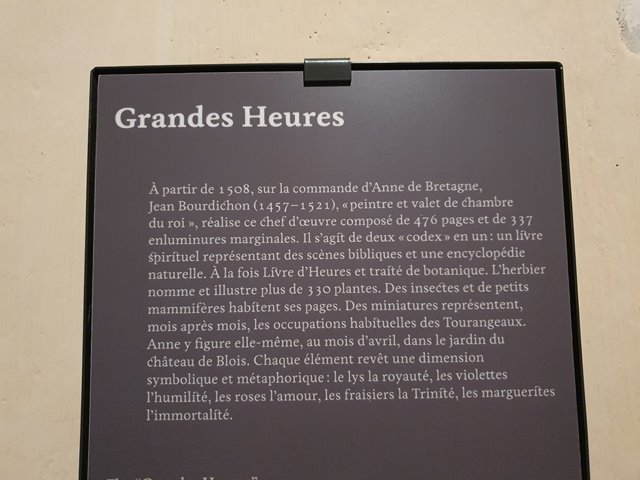 Grandes Heures
À partir de 1508, sur la commande d'Anne de Bretagne,
Jean Bourdichon (1457–1521), « peintre et valet de chambre
du roi », réalise ce chef d'œuvre composé de 476 pages et de 337
enluminures marginales. Il s'agit de deux « codex » en un : un livre
spirituel représentant des scènes bibliques et une encyclopédie
naturelle. À la fois Livre d'Heures et traité de botanique. L'herbier
nomme et illustre plus de 330 plantes. Des insectes et de petits
mammifères habitent ses pages. Des miniatures représentent,
mois après mois, les occupations habituelles des Tourangeaux.
Anne y figure elle-même, au mois d'avril, dans le jardin du
château de Blois. Chaque élément revêt une dimension
symbolique et métaphorique : le lys la royauté, les violettes
l'humilité, les roses l'amour, les fraisiers la Trinité, les marguerites
l'immortalité.